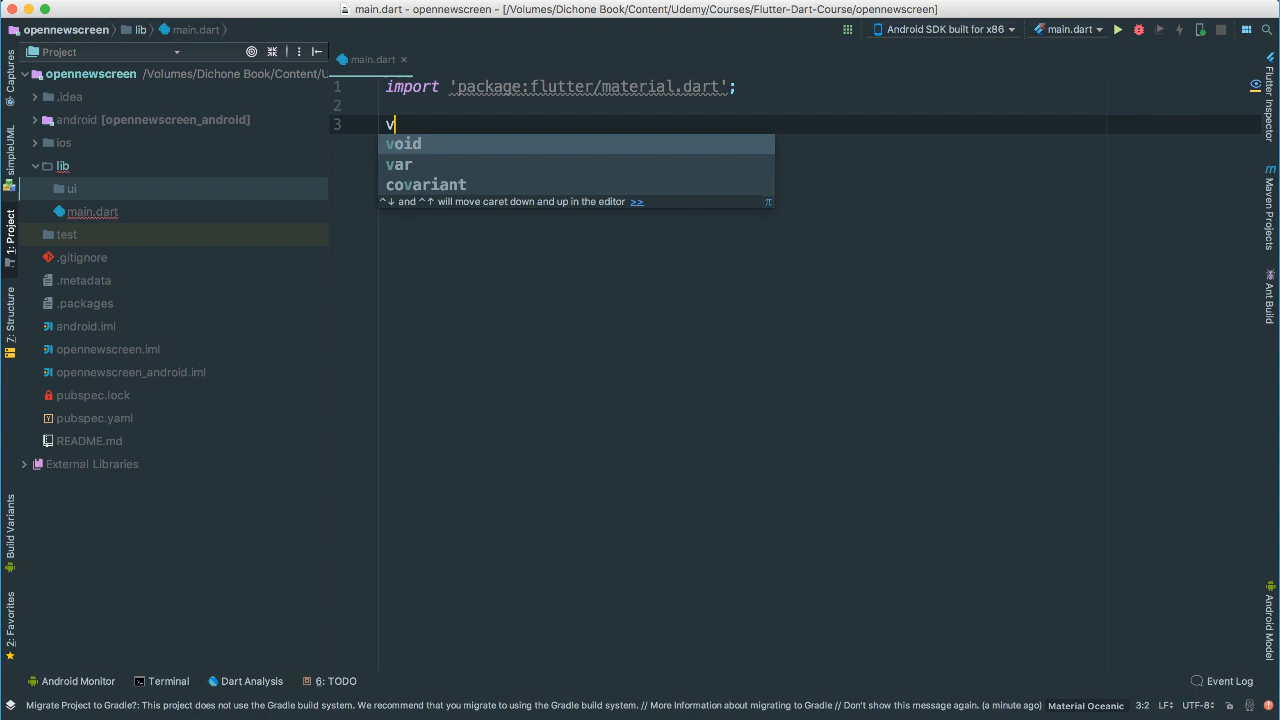 main.dart - opennewscreen - [/Volumes/Dichone Book/Content/Udemy/Courses/Flutter-Dart-Course/opennewscreen]
opennewscreen lib main.dart Android SDK built for x86 main.dart
Project
main.dart
opennewscreen /Volumes/Dichone Book/Content/U
.idea
android [opennewscreen_android]
ios
lib
ui
main.dart
test
.gitignore
.metadata
.packages
android.iml
opennewscreen.iml
opennewscreen_android.iml
pubspec.lock
pubspec.yaml
README.md
External Libraries
1 import 'package:flutter/material.dart';
2
3 v
void
var
covariant
^↓ and ^↑ will move caret down and up in the editor >> π
Captures
simpleUML
1: Project
7: Structure
Build Variants
2: Favorites
Flutter Inspector
Maven Projects
Ant Build
Android Model
Android Monitor Terminal Dart Analysis 6: TODO Event Log
Migrate Project to Gradle?: This project does not use the Gradle build system. We recommend that you migrate to using the Gradle build system. // More Information about migrating to Gradle // Don't show this message again. (a minute ago) Material Oceanic 3:2 LF÷ UTF-8÷